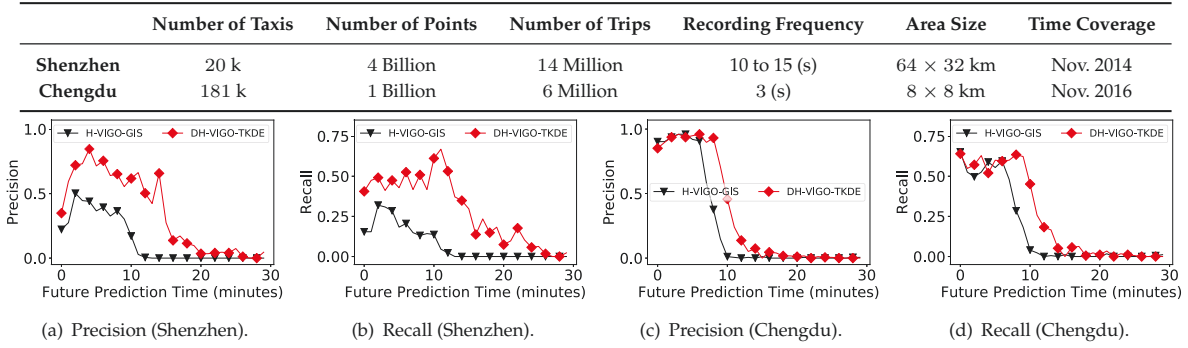 Number of Taxis Number of Points Number of Trips Recording Frequency Area Size Time Coverage
Shenzhen 20 k 4 Billion 14 Million 10 to 15 (s) 64 × 32 km Nov. 2014
Chengdu 181 k 1 Billion 6 Million 3 (s) 8 × 8 km Nov. 2016
H-VIGO-GIS DH-VIGO-TKDE
Precision
1.0
0.5
0.0
0 10 20 30
Future Prediction Time (minutes)
(a) Precision (Shenzhen).
H-VIGO-GIS DH-VIGO-TKDE
Recall
0.75
0.50
0.25
0.00
0 10 20 30
Future Prediction Time (minutes)
(b) Recall (Shenzhen).
H-VIGO-GIS DH-VIGO-TKDE
Precision
1.0
0.5
0.0
0 10 20 30
Future Prediction Time (minutes)
(c) Precision (Chengdu).
H-VIGO-GIS DH-VIGO-TKDE
Recall
0.75
0.50
0.25
0.00
0 10 20 30
Future Prediction Time (minutes)
(d) Recall (Chengdu).